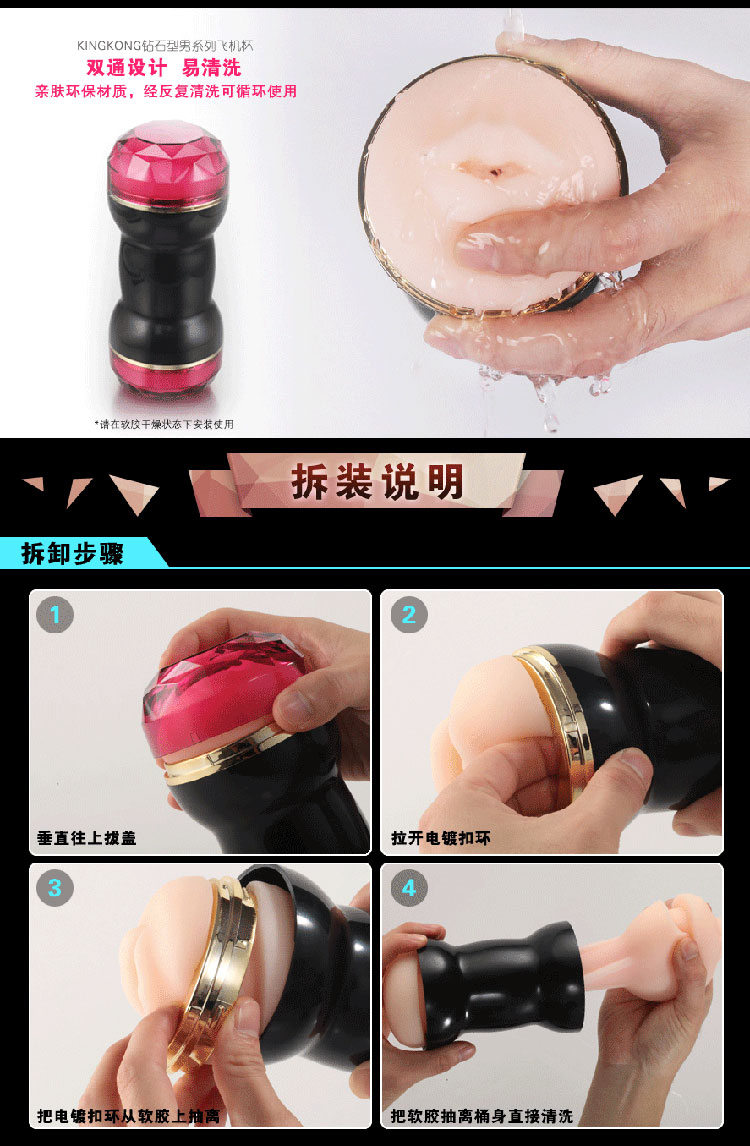 KINGKONG钻石型男系列飞机杯
双通设计 易清洗
亲肤环保材质，经反复清洗可循环使用
*请在软胶干燥状态下安装使用
拆装说明
拆卸步骤
1
垂直往上拔盖
2
拉开电镀扣环
3
把电镀扣环从软胶上抽离
4
把软胶抽离桶身直接清洗